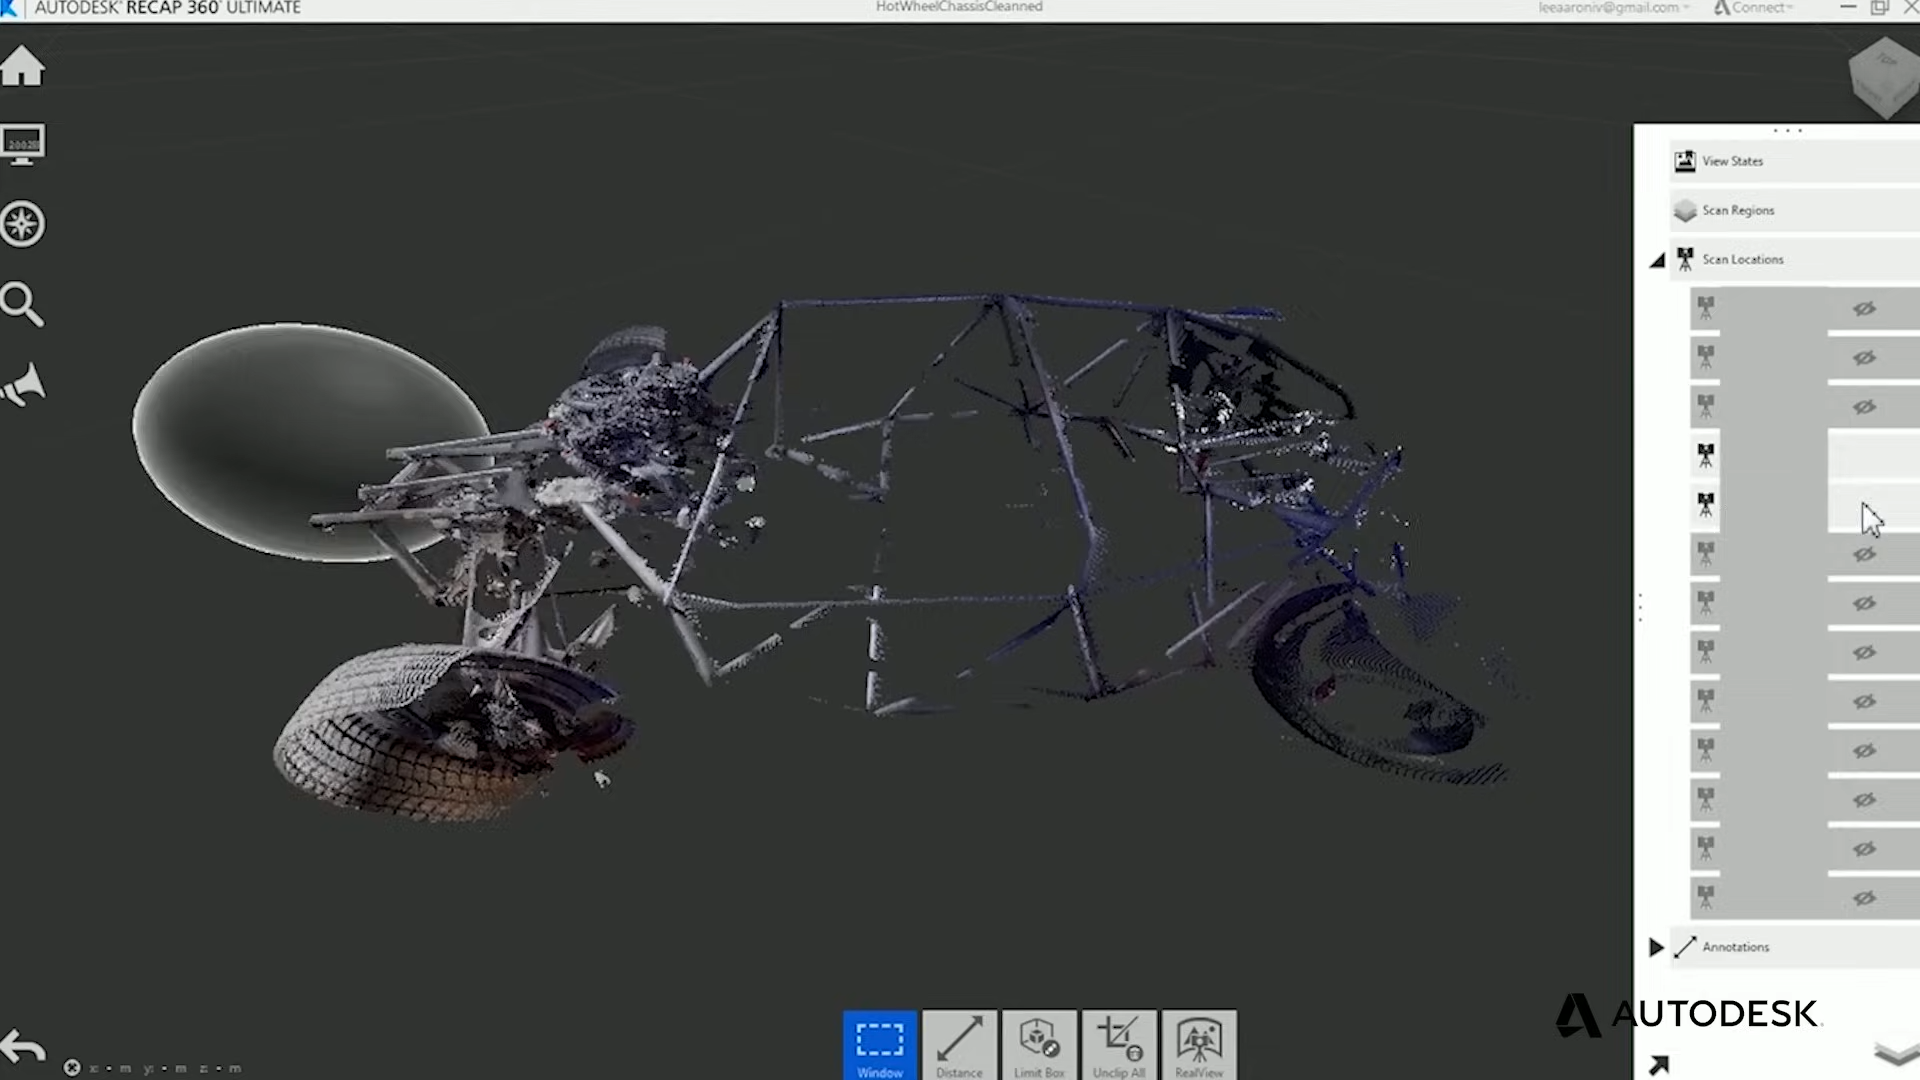 AUTODESK® RECAP 360® ULTIMATE
HotWheelChassisCleanned
leeaaroniv@gmail.com
Connect
TOP
View States
Scan Regions
Scan Locations
Annotations
AUTODESK.
x: - m y: - m z: - m
Window
Distance
Limit Box
Unclip All
RealView